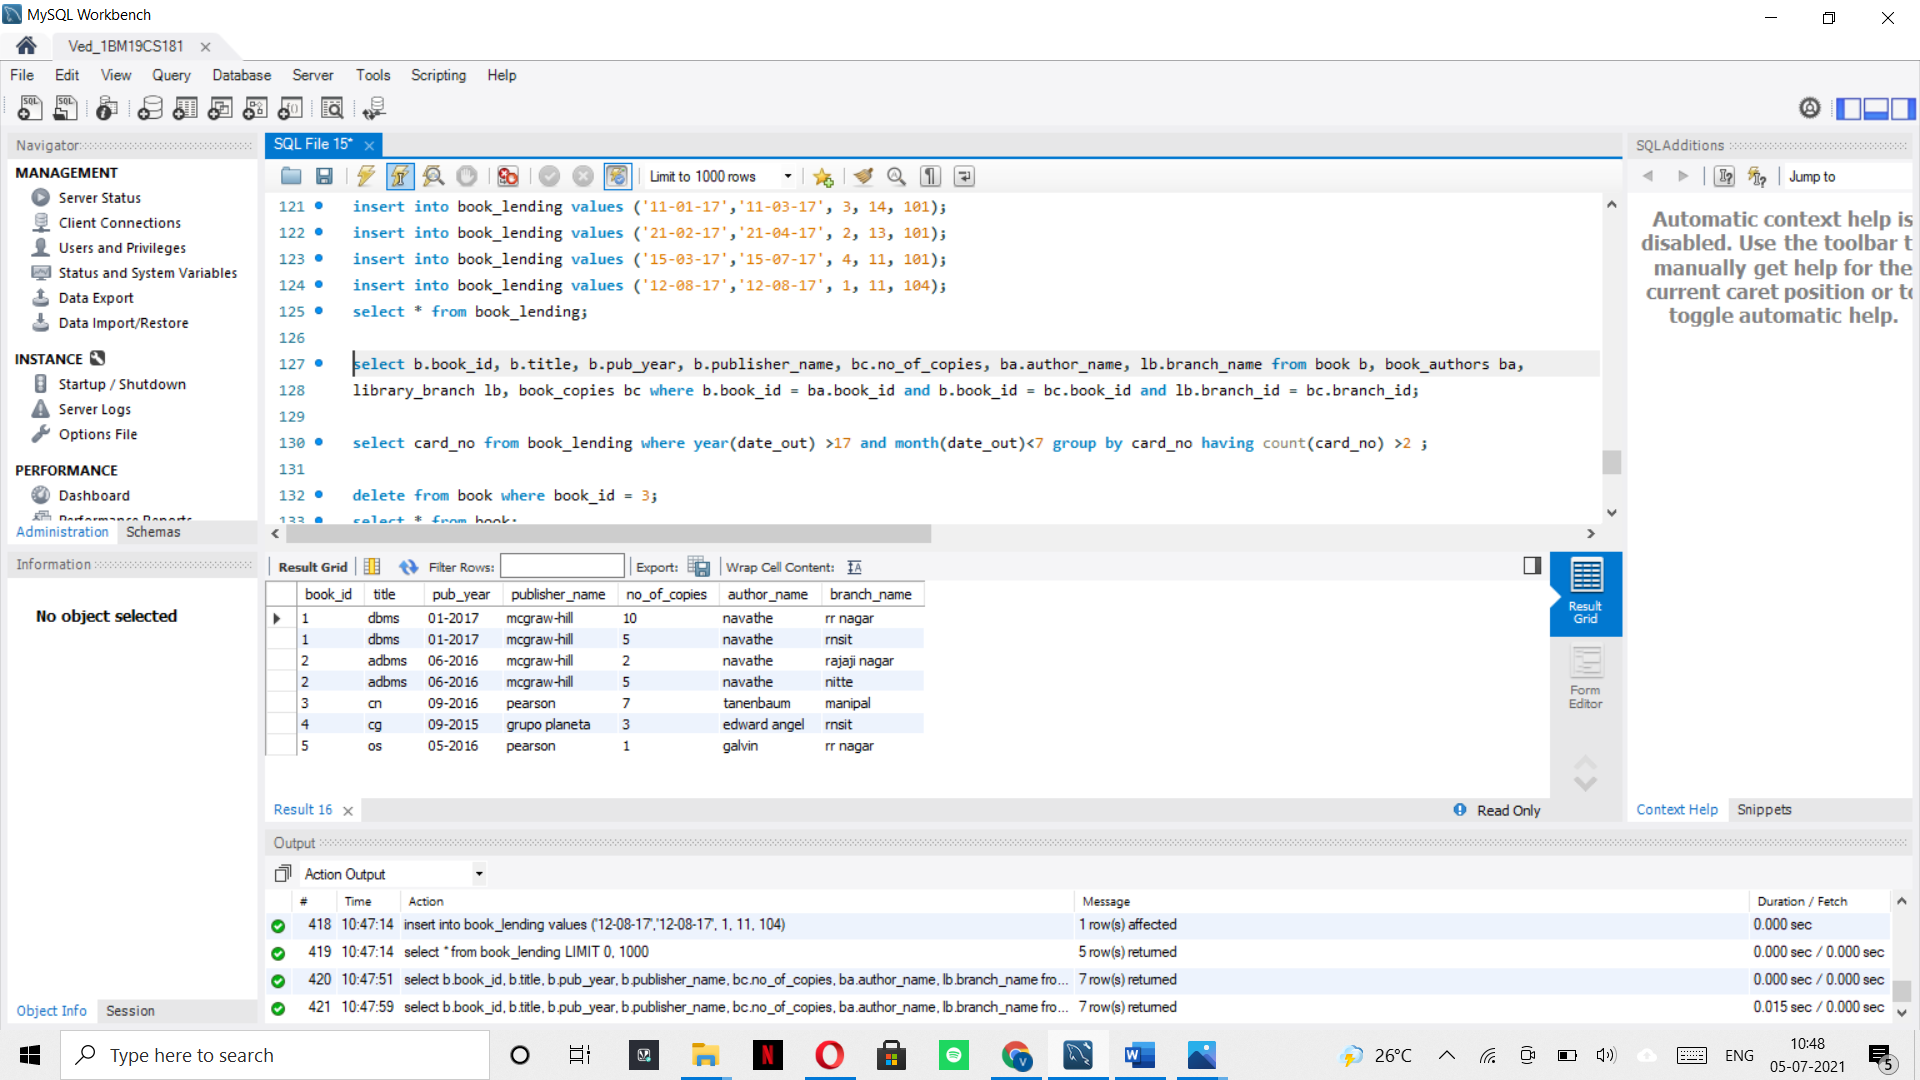 MySQL Workbench
Ved_1BM19CS181
File Edit View Query Database Server Tools Scripting Help
Navigator
MANAGEMENT
Server Status
Client Connections
Users and Privileges
Status and System Variables
Data Export
Data Import/Restore
INSTANCE
Startup / Shutdown
Server Logs
Options File
PERFORMANCE
Dashboard
Performance Reports
Administration Schemas
Information
No object selected
Object Info Session
SQL File 15*
Limit to 1000 rows
121 insert into book_lending values ('11-01-17','11-03-17', 3, 14, 101);
122 insert into book_lending values ('21-02-17','21-04-17', 2, 13, 101);
123 insert into book_lending values ('15-03-17','15-07-17', 4, 11, 101);
124 insert into book_lending values ('12-08-17','12-08-17', 1, 11, 104);
125 select * from book_lending;
126
127 select b.book_id, b.title, b.pub_year, b.publisher_name, bc.no_of_copies, ba.author_name, lb.branch_name from book b, book_authors ba,
128 library_branch lb, book_copies bc where b.book_id = ba.book_id and b.book_id = bc.book_id and lb.branch_id = bc.branch_id;
129
130 select card_no from book_lending where year(date_out) >17 and month(date_out)<7 group by card_no having count(card_no) >2 ;
131
132 delete from book where book_id = 3;
133 select * from book;
Result Grid Filter Rows: Export: Wrap Cell Content:
book_id title pub_year publisher_name no_of_copies author_name branch_name
1 dbms 01-2017 mcgraw-hill 10 navathe rr nagar
1 dbms 01-2017 mcgraw-hill 5 navathe rnsit
2 adbms 06-2016 mcgraw-hill 2 navathe rajaji nagar
2 adbms 06-2016 mcgraw-hill 5 navathe nitte
3 cn 09-2016 pearson 7 tanenbaum manipal
4 cg 09-2015 grupo planeta 3 edward angel rnsit
5 os 05-2016 pearson 1 galvin rr nagar
Result Grid
Form Editor
Result 16
Read Only
SQLAdditions
Jump to
Automatic context help is
disabled. Use the toolbar t
manually get help for the
current caret position or to
toggle automatic help.
Context Help Snippets
Output
Action Output
# Time Action Message Duration / Fetch
418 10:47:14 insert into book_lending values ('12-08-17','12-08-17', 1, 11, 104) 1 row(s) affected 0.000 sec
419 10:47:14 select * from book_lending LIMIT 0, 1000 5 row(s) returned 0.000 sec / 0.000 sec
420 10:47:51 select b.book_id, b.title, b.pub_year, b.publisher_name, bc.no_of_copies, ba.author_name, lb.branch_name fro... 7 row(s) returned 0.000 sec / 0.000 sec
421 10:47:59 select b.book_id, b.title, b.pub_year, b.publisher_name, bc.no_of_copies, ba.author_name, lb.branch_name fro... 7 row(s) returned 0.015 sec / 0.000 sec
Type here to search
26°C
ENG
10:48
05-07-2021
5